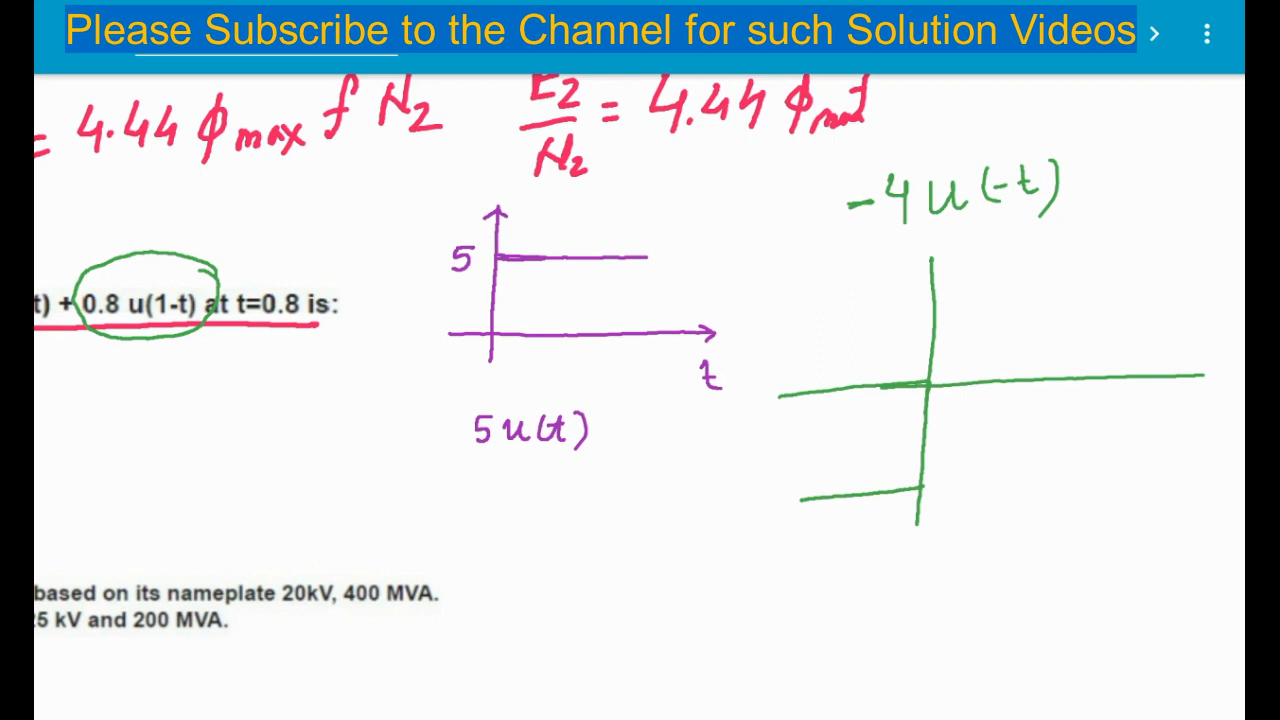 Please Subscribe to the Channel for such Solution Videos
= 4.44 ϕmax f N2
E2/N2 = 4.44 ϕmax f
-4 u(-t)
5
t) + 0.8 u(1-t) at t=0.8 is:
t
5 u(t)
based on its nameplate 20kV, 400 MVA.
5 kV and 200 MVA.